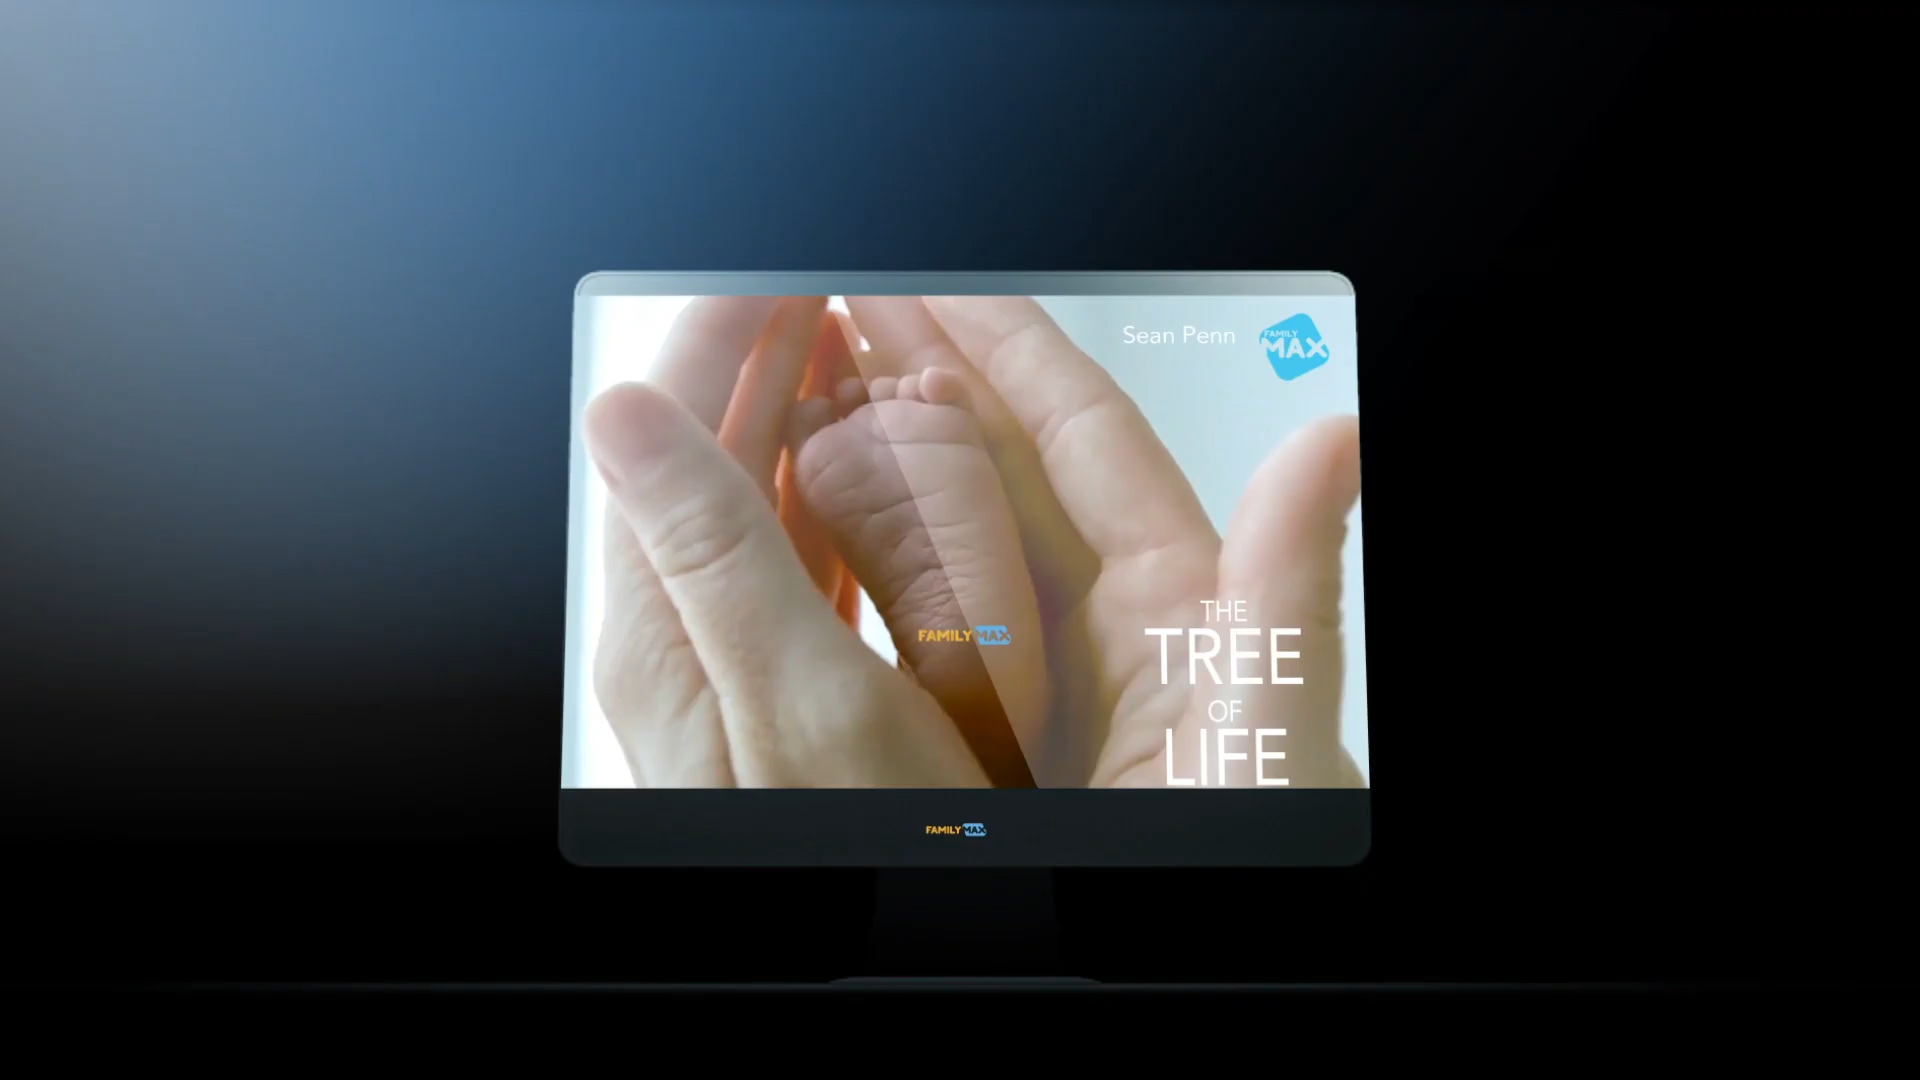 Sean Penn
FAMILY
MAX
FAMILY MAX
THE
TREE
OF
LIFE
FAMILY MAX